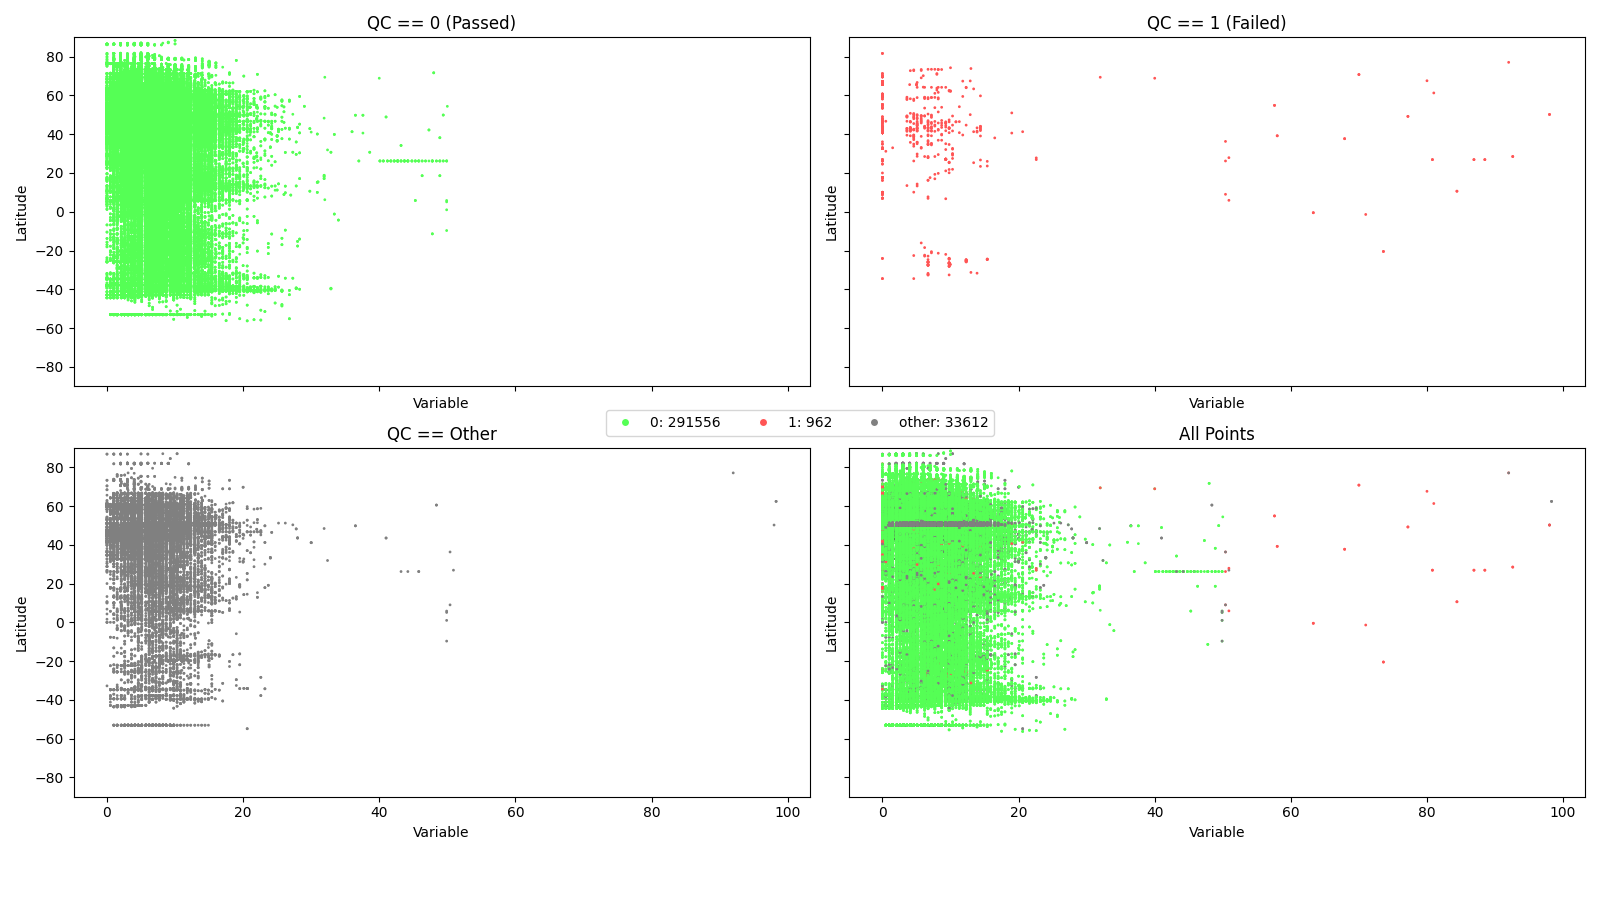 QC == 0 (Passed)
QC == 1 (Failed)
Latitude
80
60
40
20
0
−20
−40
−60
−80
Variable
Latitude
Variable
0: 291556
1: 962
other: 33612
QC == Other
All Points
Latitude
80
60
40
20
0
−20
−40
−60
−80
0
20
40
60
80
100
Variable
Latitude
0
20
40
60
80
100
Variable